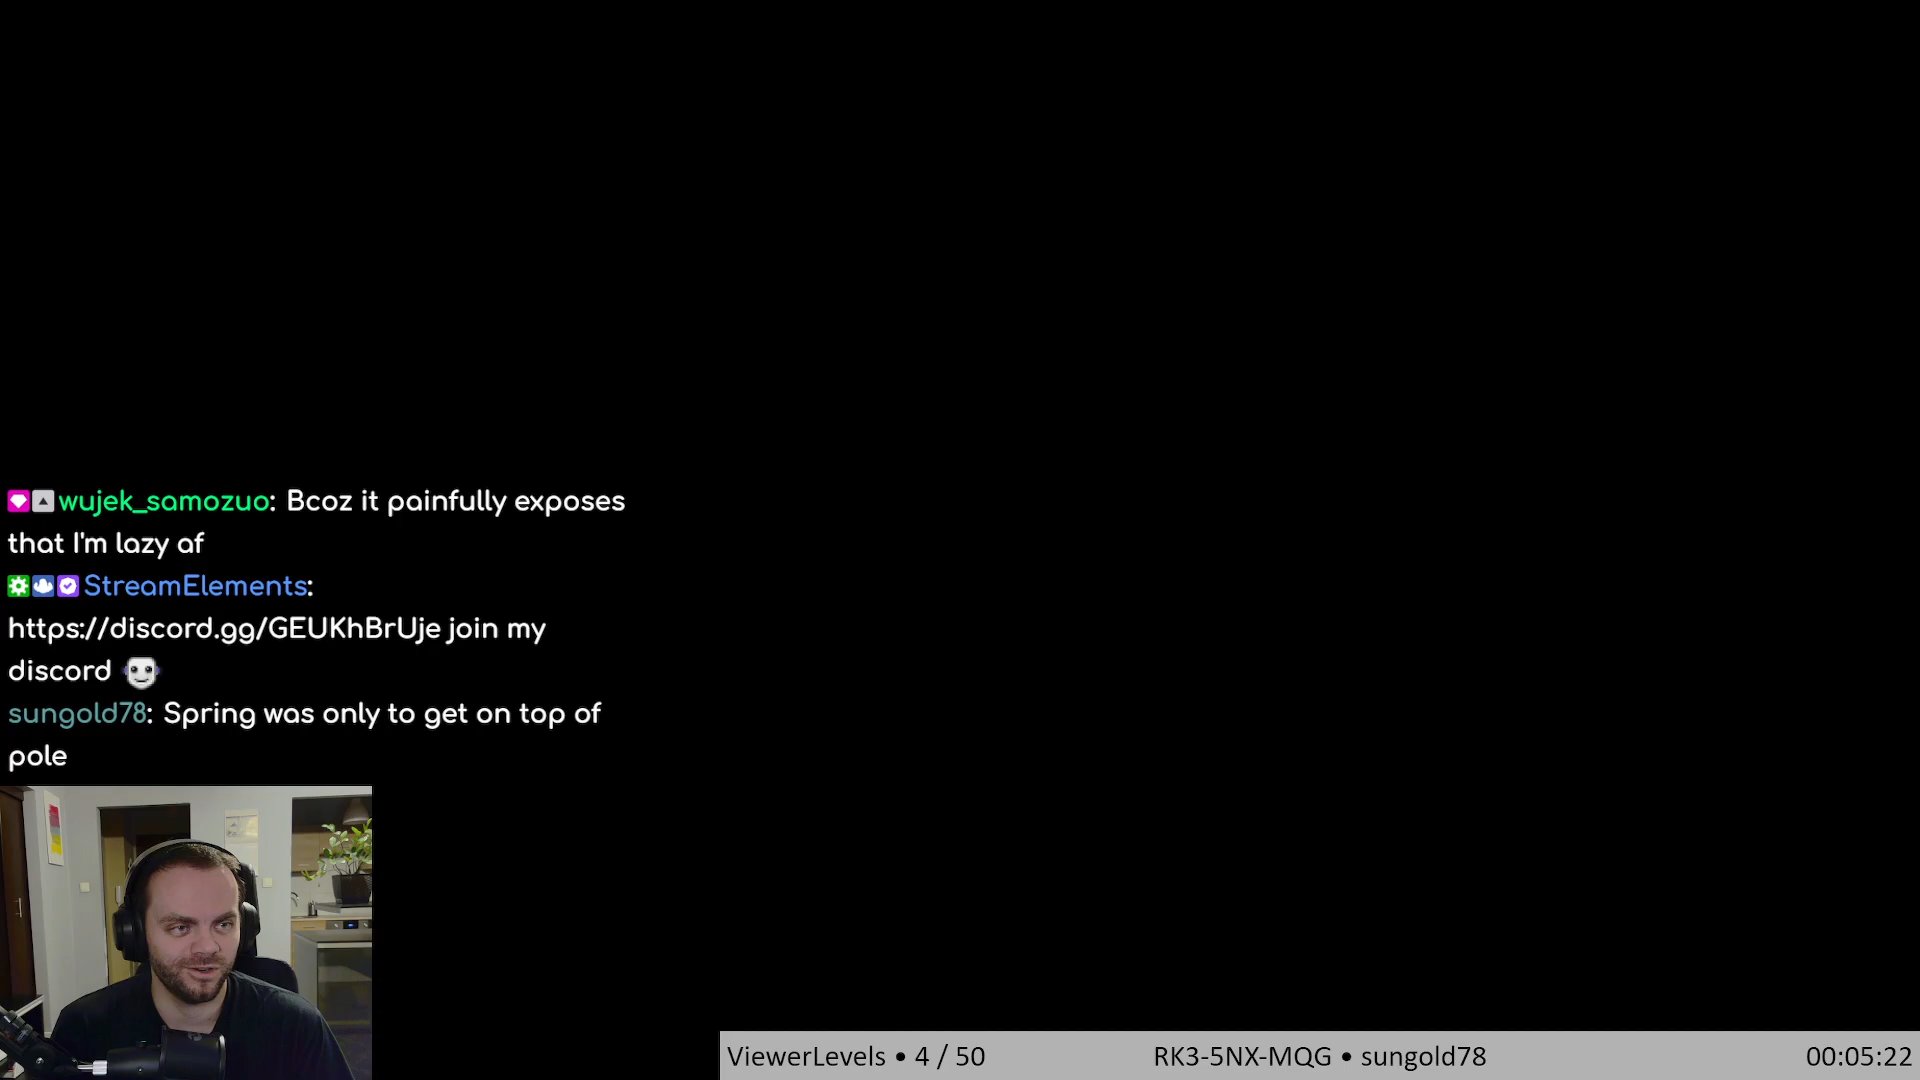 wujek_samozuo: Bcoz it painfully exposes
that I'm lazy af
StreamElements:
https://discord.gg/GEUKhBrUje join my
discord
sungold78: Spring was only to get on top of
pole
ViewerLevels • 4 / 50 RK3-5NX-MQG • sungold78 00:05:22